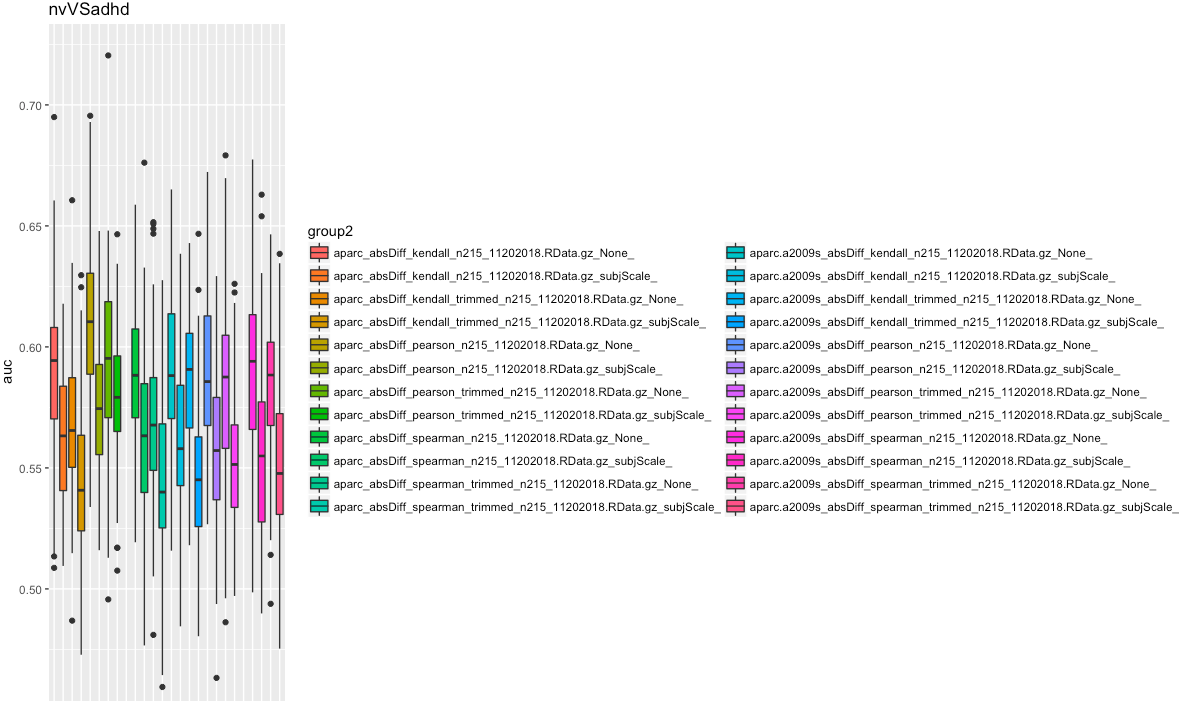 nvVSadhd
auc
0.70
0.65
0.60
0.55
0.50
group2
aparc_absDiff_kendall_n215_11202018.RData.gz_None_
aparc_absDiff_kendall_n215_11202018.RData.gz_subjScale_
aparc_absDiff_kendall_trimmed_n215_11202018.RData.gz_None_
aparc_absDiff_kendall_trimmed_n215_11202018.RData.gz_subjScale_
aparc_absDiff_pearson_n215_11202018.RData.gz_None_
aparc_absDiff_pearson_n215_11202018.RData.gz_subjScale_
aparc_absDiff_pearson_trimmed_n215_11202018.RData.gz_None_
aparc_absDiff_pearson_trimmed_n215_11202018.RData.gz_subjScale_
aparc_absDiff_spearman_n215_11202018.RData.gz_None_
aparc_absDiff_spearman_n215_11202018.RData.gz_subjScale_
aparc_absDiff_spearman_trimmed_n215_11202018.RData.gz_None_
aparc_absDiff_spearman_trimmed_n215_11202018.RData.gz_subjScale_
aparc.a2009s_absDiff_kendall_n215_11202018.RData.gz_None_
aparc.a2009s_absDiff_kendall_n215_11202018.RData.gz_subjScale_
aparc.a2009s_absDiff_kendall_trimmed_n215_11202018.RData.gz_None_
aparc.a2009s_absDiff_kendall_trimmed_n215_11202018.RData.gz_subjScale_
aparc.a2009s_absDiff_pearson_n215_11202018.RData.gz_None_
aparc.a2009s_absDiff_pearson_n215_11202018.RData.gz_subjScale_
aparc.a2009s_absDiff_pearson_trimmed_n215_11202018.RData.gz_None_
aparc.a2009s_absDiff_pearson_trimmed_n215_11202018.RData.gz_subjScale_
aparc.a2009s_absDiff_spearman_n215_11202018.RData.gz_None_
aparc.a2009s_absDiff_spearman_n215_11202018.RData.gz_subjScale_
aparc.a2009s_absDiff_spearman_trimmed_n215_11202018.RData.gz_None_
aparc.a2009s_absDiff_spearman_trimmed_n215_11202018.RData.gz_subjScale_